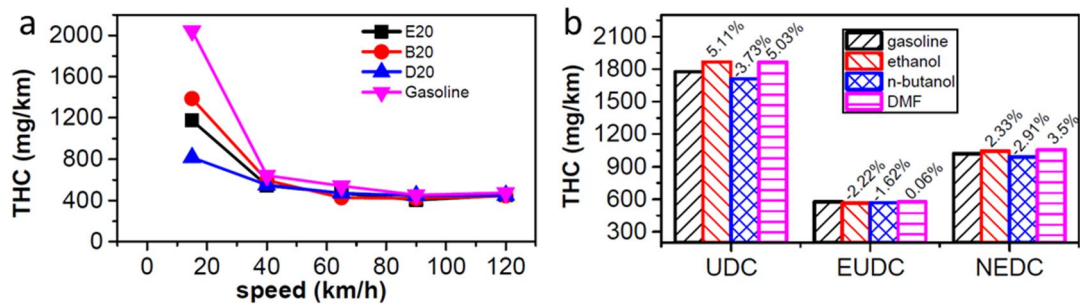 a
THC (mg/km)
2000
1600
1200
800
400
0
0 20 40 60 80 100 120
speed (km/h)
E20
B20
D20
Gasoline
b
THC (mg/km)
2100
1800
1500
1200
900
600
300
gasoline
ethanol
n-butanol
DMF
5.11%
-3.73%
5.03%
-2.22%
-1.62%
0.06%
2.33%
-2.91%
3.5%
UDC EUDC NEDC